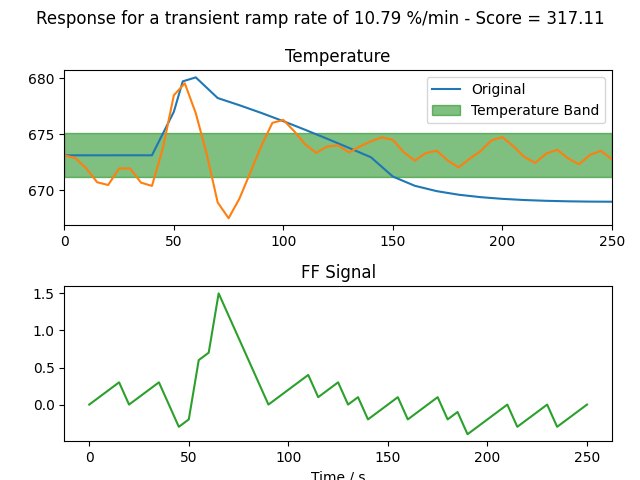 Response for a transient ramp rate of 10.79 %/min - Score = 317.11
Temperature
680
675
670
Original
Temperature Band
0 50 100 150 200 250
FF Signal
1.5
1.0
0.5
0.0
0 50 100 150 200 250
Time / s